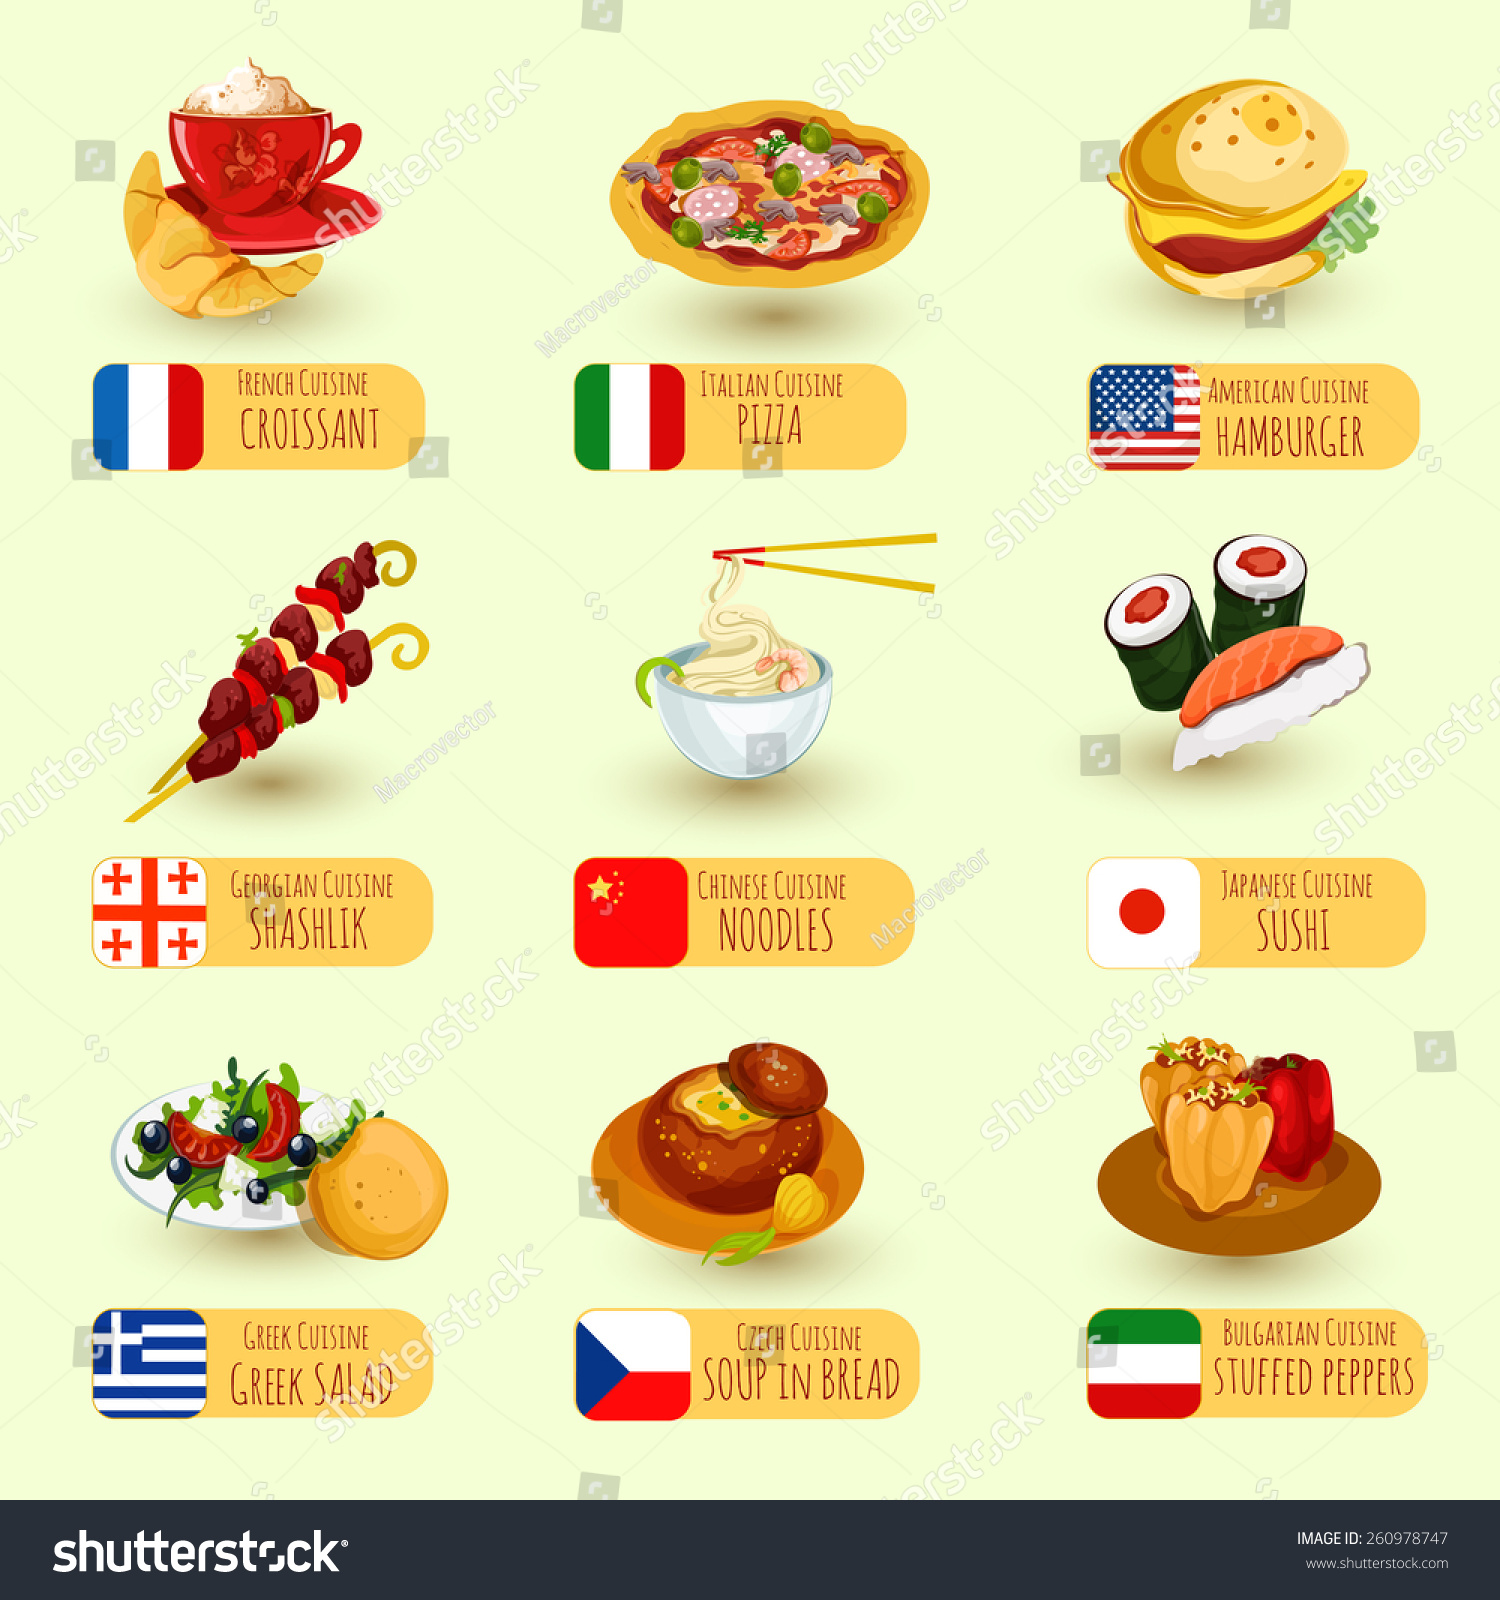 French Cuisine
CROISSANT
Italian Cuisine
PIZZA
American Cuisine
HAMBURGER
Georgian Cuisine
SHASHLIK
Chinese Cuisine
NOODLES
Japanese Cuisine
SUSHI
Greek Cuisine
GREEK SALAD
Czech Cuisine
SOUP IN BREAD
Bulgarian Cuisine
STUFFED PEPPERS
shutterstock
Macrovector
shutterstock
IMAGE ID: 260978747
www.shutterstock.com